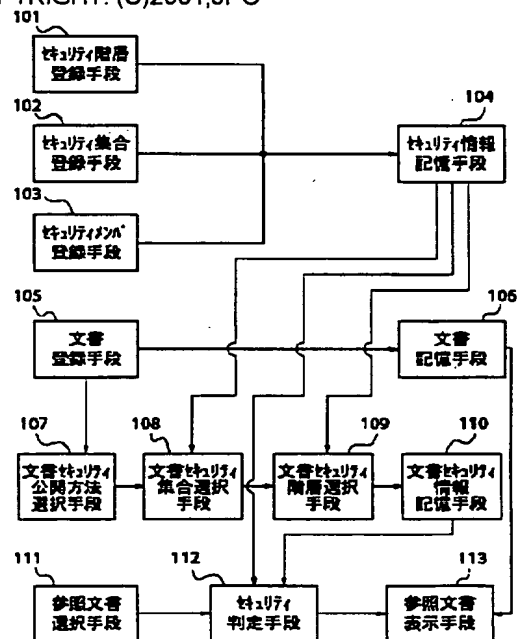 PYRIGHT: (C)2001,JPO
101
ｾｷｭﾘﾃｨ階層
登録手段
102
ｾｷｭﾘﾃｨ集合
登録手段
103
ｾｷｭﾘﾃｨﾒﾝﾊﾞ
登録手段
104
ｾｷｭﾘﾃｨ情報
記憶手段
105
文書
登録手段
106
文書
記憶手段
107
文書ｾｷｭﾘﾃｨ
公開方法
選択手段
108
文書ｾｷｭﾘﾃｨ
集合選択
手段
109
文書ｾｷｭﾘﾃｨ
階層選択
手段
110
文書ｾｷｭﾘﾃｨ
情報
記憶手段
111
参照文書
選択手段
112
ｾｷｭﾘﾃｨ
判定手段
113
参照文書
表示手段